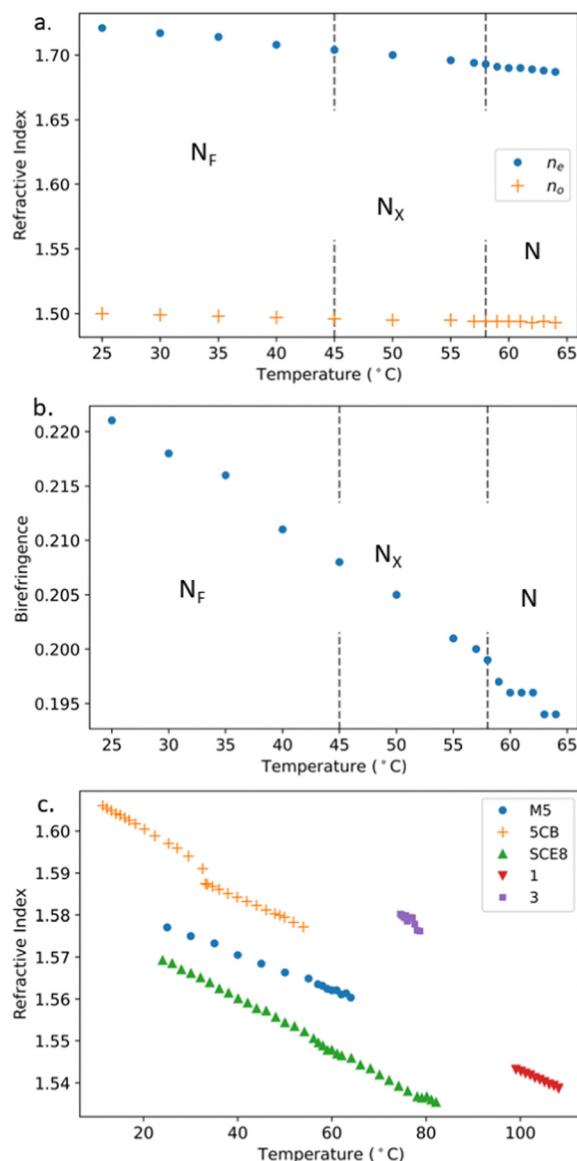 a.
1.70
1.65
1.60
1.55
1.50
Refractive Index
N_F
N_X
N
n_e
n_o
25 30 35 40 45 50 55 60 65
Temperature (°C)
b.
0.220
0.215
0.210
0.205
0.200
0.195
Birefringence
N_X
N_F
N
25 30 35 40 45 50 55 60 65
Temperature (°C)
c.
1.60
1.59
1.58
1.57
1.56
1.55
1.54
Refractive Index
M5
5CB
SCE8
1
3
20 40 60 80 100
Temperature (°C)